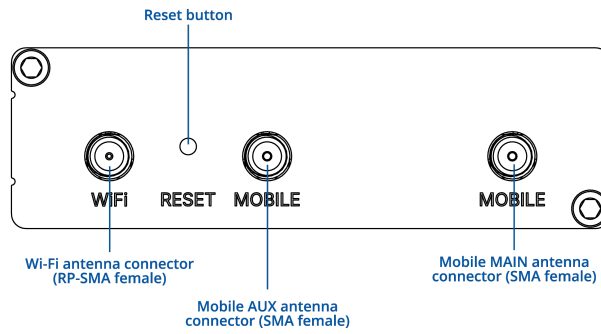 Reset button
WiFi
RESET
MOBILE
MOBILE
Wi-Fi antenna connector
(RP-SMA female)
Mobile MAIN antenna
connector (SMA female)
Mobile AUX antenna
connector (SMA female)